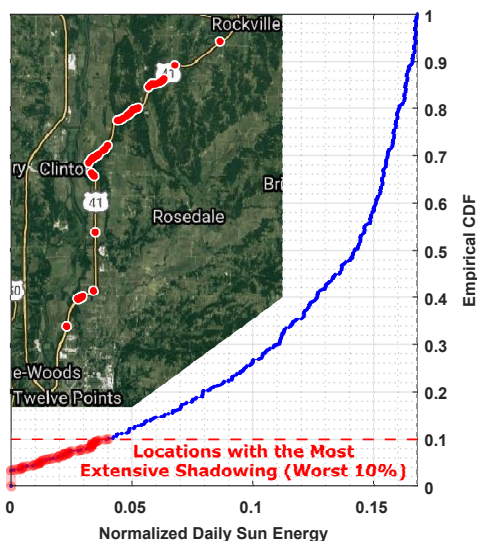 Rockville
41
ry
Clinto
Bri
41
Rosedale
50
e-Woods
Twelve Points
1
0.9
0.8
0.7
0.6
0.5
0.4
0.3
0.2
0.1
0
Empirical CDF
Locations with the Most
Extensive Shadowing (Worst 10%)
0
0.05
0.1
0.15
Normalized Daily Sun Energy